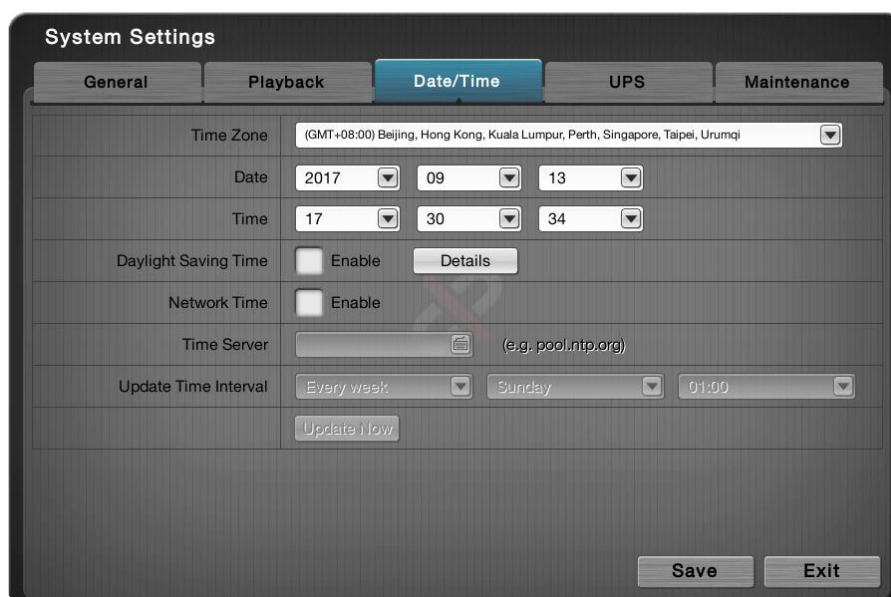 System Settings
General Playback Date/Time UPS Maintenance
Time Zone (GMT+08:00) Beijing, Hong Kong, Kuala Lumpur, Perth, Singapore, Taipei, Urumqi
Date 2017 09 13
Time 17 30 34
Daylight Saving Time Enable Details
Network Time Enable
Time Server (e.g. pool.ntp.org)
Update Time Interval Every week Sunday 01:00
Update Now
Save Exit